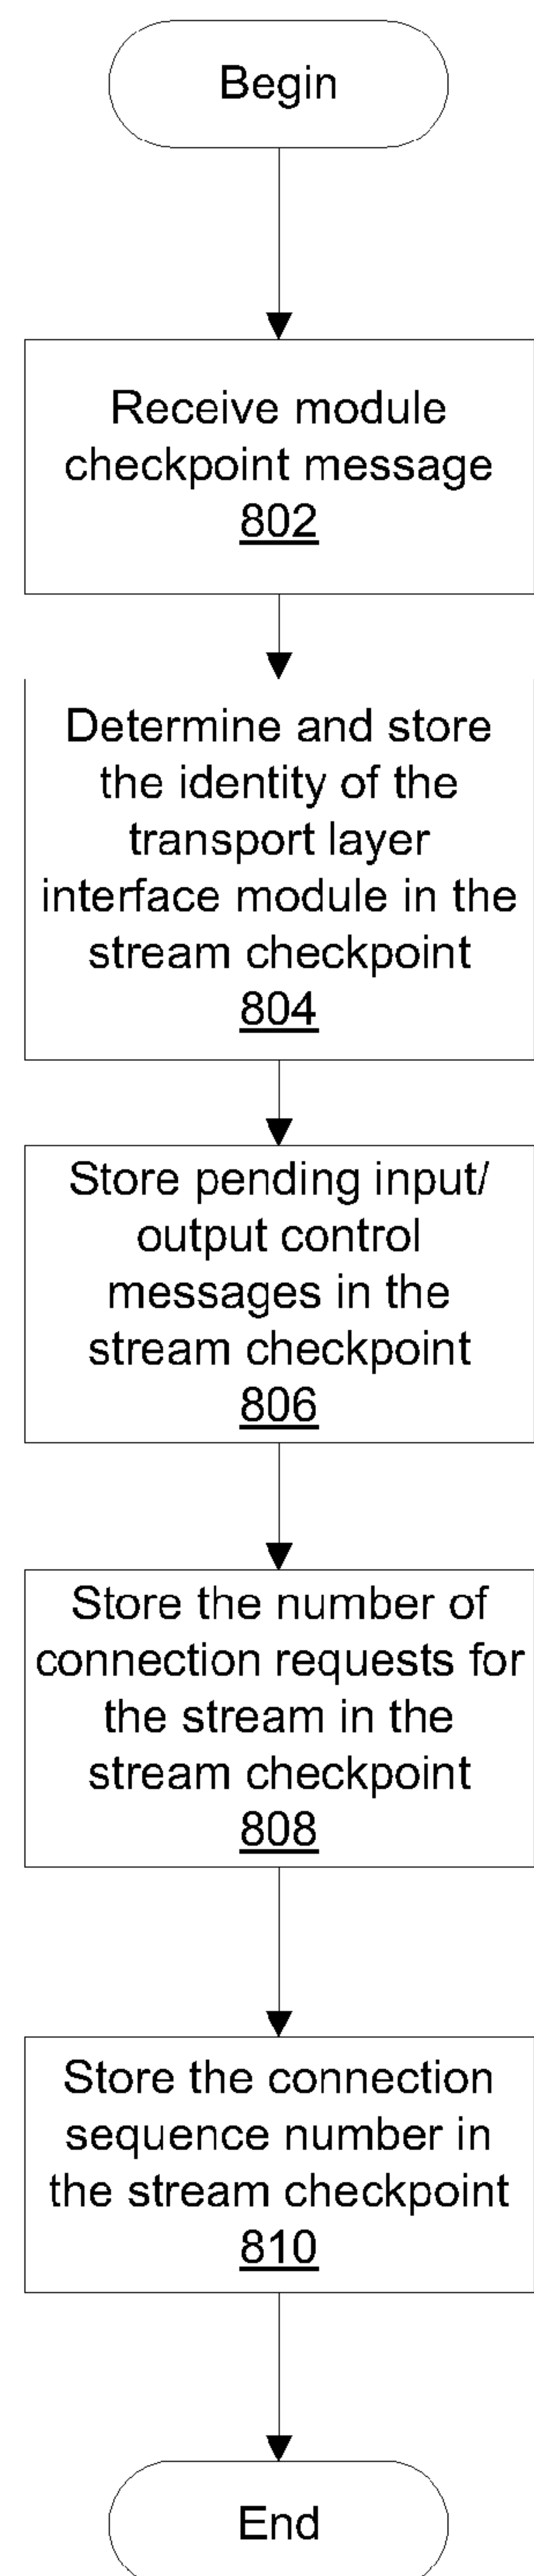 Begin
Receive module
checkpoint message
802
Determine and store
the identity of the
transport layer
interface module in the
stream checkpoint
804
Store pending input/
output control
messages in the
stream checkpoint
806
Store the number of
connection requests for
the stream in the
stream checkpoint
808
Store the connection
sequence number in
the stream checkpoint
810
End